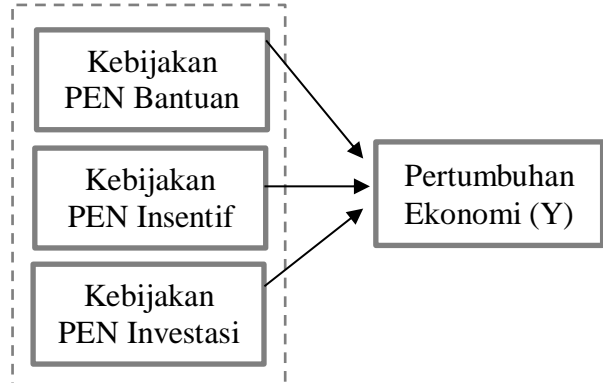 Kebijakan
PEN Bantuan
Kebijakan
PEN Insentif
Kebijakan
PEN Investasi
Pertumbuhan
Ekonomi (Y)